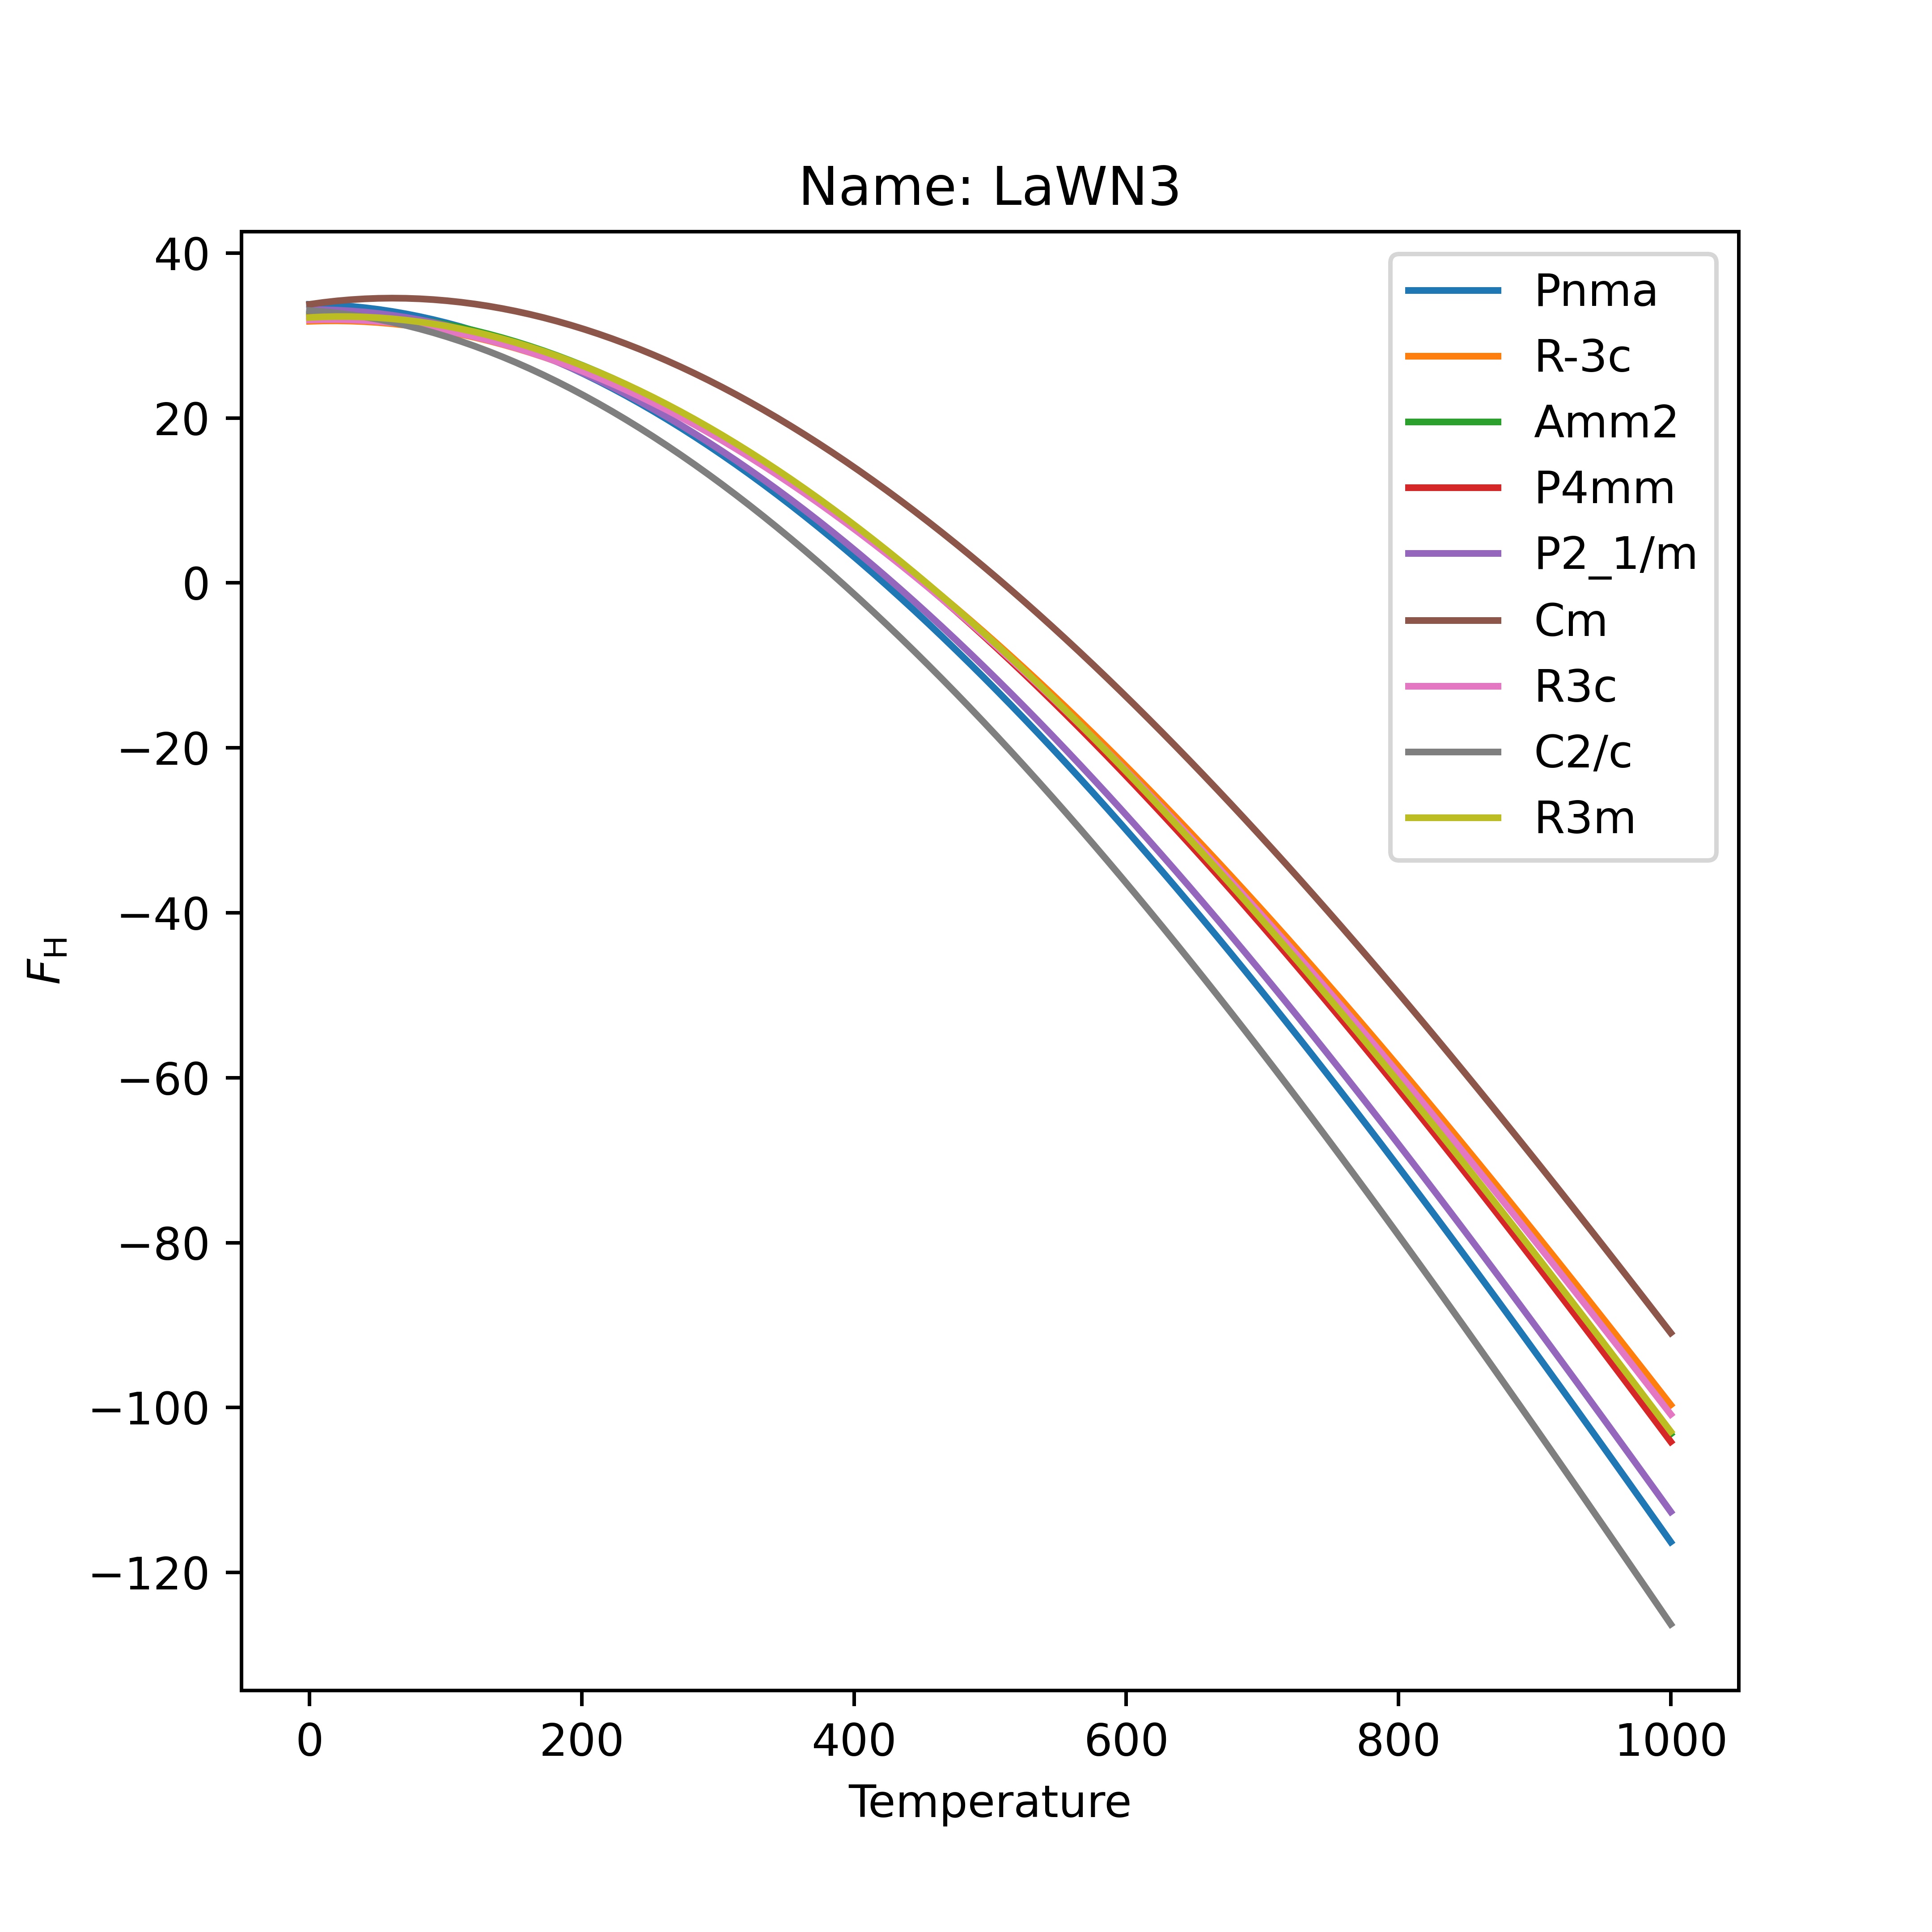 Name: LaWN3
40
20
0
−20
−40
−60
−80
−100
−120
F_H
Pnma
R-3c
Amm2
P4mm
P2_1/m
Cm
R3c
C2/c
R3m
0 200 400 600 800 1000
Temperature